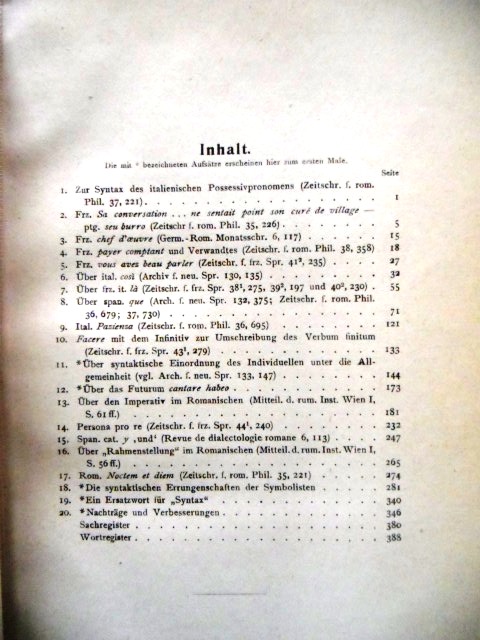 Inhalt.
Die mit * bezeichneten Aufsätze erscheinen hier zum ersten Male.
Seite
1. Zur Syntax des italienischen Possessivpronomens (Zeitschr. f. rom.
Phil. 37, 221) . . . . . . . . . . . . . . . . . . 1
2. Frz. Sa conversation ... ne sentait point son curé de village —
ptg. seu burro (Zeitschr f. rom. Phil. 35, 226) . . . . . . . 5
3. Frz. chef d'œuvre (Germ.-Rom. Monatsschr. 6, 117) . . . . . 15
4. Frz. payer comptant und Verwandtes (Zeitschr. f. rom. Phil. 38, 358) 18
5. Frz. vous avez beau parler (Zeitschr. f. frz. Spr. 41², 235) . . . . 27
6. Über ital. così (Archiv f. neu. Spr. 130, 135) . . . . . . . . 32
7. Über frz. it. là (Zeitschr. f. frz. Spr. 38¹, 275, 39², 197 und 40², 230) . 55
8. Über span. que (Arch. f. neu. Spr. 132, 375; Zeitschr. f. rom. Phil.
36, 679; 37, 730) . . . . . . . . . . . . . . . . 71
9. Ital. Pasienza (Zeitschr. f. rom. Phil. 36, 695) . . . . . . . . 121
10. Facere mit dem Infinitiv zur Umschreibung des Verbum finitum
(Zeitschr. f. frz. Spr. 43¹, 279) . . . . . . . . . . . . 133
11. *Über syntaktische Einordnung des Individuellen unter die All-
gemeinheit (vgl. Arch. f. neu. Spr. 133, 147) . . . . . . . . 144
12. *Über das Futurum cantare habeo . . . . . . . . . . . . 173
13. Über den Imperativ im Romanischen (Mitteil. d. rum. Inst. Wien I,
S. 61 ff.) . . . . . . . . . . . . . . . . . . . 181
14. Persona pro re (Zeitschr. f. frz. Spr. 44¹, 240) . . . . . . . . 232
15. Span. cat. y „und‘ (Revue de dialectologie romane 6, 113) . . . . 247
16. Über „Rahmenstellung“ im Romanischen (Mitteil. d. rum. Inst. Wien I,
S. 56 ff.) . . . . . . . . . . . . . . . . . . . 265
17. Rom. Noctem et diem (Zeitschr. f. rom. Phil. 35, 221) . . . . . 274
18. *Die syntaktischen Errungenschaften der Symbolisten . . . . . 281
19. *Ein Ersatzwort für „Syntax“ . . . . . . . . . . . . . 340
20. *Nachträge und Verbesserungen . . . . . . . . . . . . 346
Sachregister . . . . . . . . . . . . . . . . . . . 380
Wortregister . . . . . . . . . . . . . . . . . . . 388